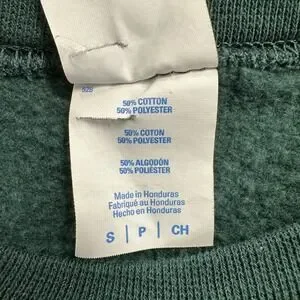 50% COTTON
50% POLYESTER
50% COTON
50% POLYESTER
50% ALGODÓN
50% POLIÉSTER
Made in Honduras
Fabriqué au Honduras
Hecho en Honduras
S | P | CH